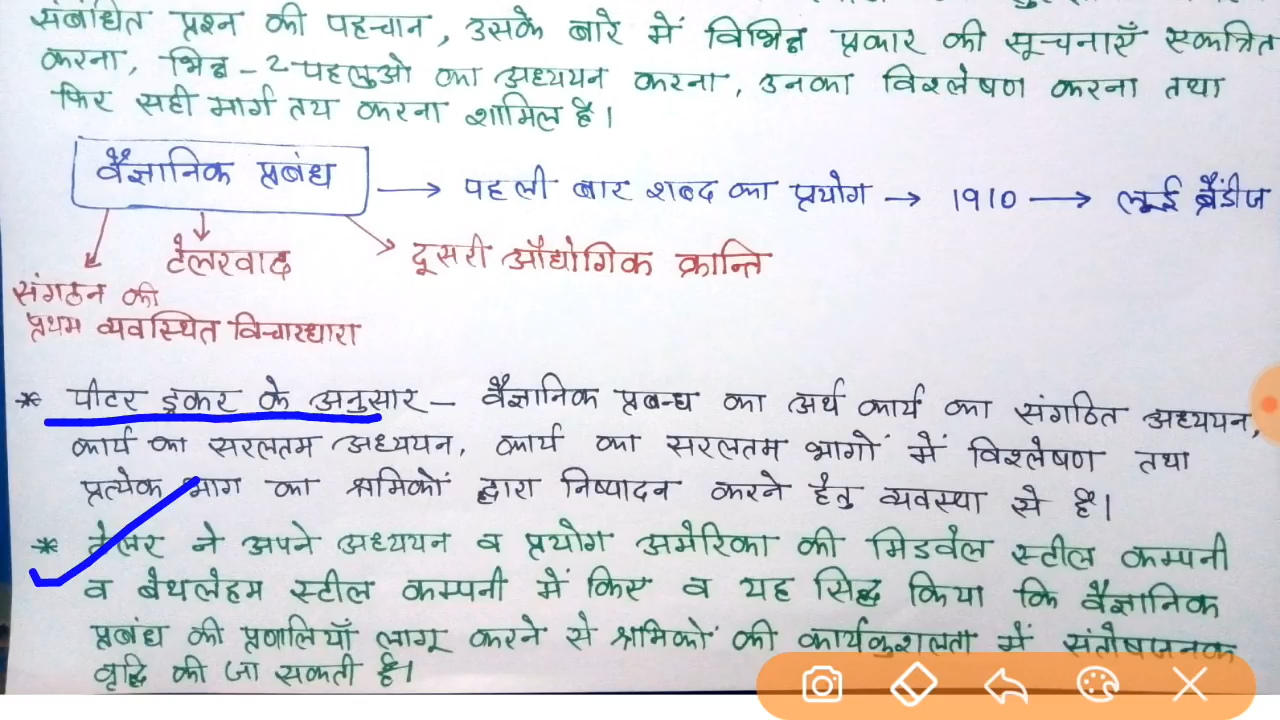 संबंधित प्रश्न की पहचान, उसके बारे में विभिन्न प्रकार की सूचनाएँ एकत्रित
करना, भिन्न-2 पहलुओ का अध्ययन करना, उनका विश्लेषण करना तथा
फिर सही मार्ग तय करना शामिल है।
वैज्ञानिक प्रबंध → पहली बार शब्द का प्रयोग → 1910 → लुई ब्रैंडीज
टेलरवाद
दूसरी औद्योगिक क्रान्ति
संगठन की
प्रथम व्यवस्थित विचारधारा
* पीटर ड्रकर के अनुसार - वैज्ञानिक प्रबन्ध का अर्थ कार्य का संगठित अध्ययन,
कार्य का सरलतम अध्ययन, कार्य का सरलतम भागों में विश्लेषण तथा
प्रत्येक भाग का श्रमिकों द्वारा निष्पादन करने हेतु व्यवस्था से है।
* टेलर ने अपने अध्ययन व प्रयोग अमेरिका की मिडवैल स्टील कम्पनी
व बेथलेहम स्टील कम्पनी में किए व यह सिद्ध किया कि वैज्ञानिक
प्रबंध की प्रणालियाँ लागू करने से श्रमिकों की कार्यकुशलता में संतोषजनक
वृद्धि की जा सकती है।